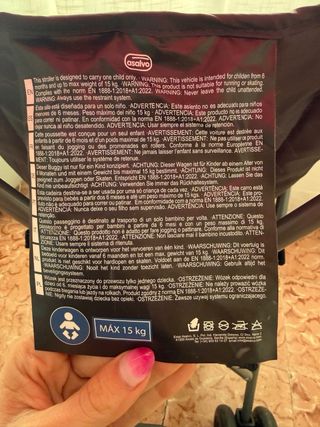 asalvo
This stroller is designed to carry one child only. · WARNING: This vehicle is intended for children from 6
months and up to max weight of 15 kg · WARNING: This product is not suitable for running or skating.
Complies with the norm EN 1888-1:2018+A1:2022. · WARNING: Never leave the child unattended.
WARNING: Always use the restraint system.
Esta silla está diseñada para un solo niño. · ADVERTENCIA: Este asiento no es adecuado para niños
menores de 6 meses. Peso máximo del niño 15 kg · ADVERTENCIA: Este producto no es adecuado
para correr ni patinar. En conformidad con la norma EN 1888-1:2018+A1:2022. · ADVERTENCIA: No
dejar nunca al niño desatendido. · ADVERTENCIA: Usar siempre el sistema de retención.
Cette poussette est conçue pour un seul enfant · AVERTISSEMENT: Cette voiture est destinée aux
enfants à partir de 6 mois et d'un poids maximal de 15 kg · AVERTISSEMENT: Ne pas utiliser ce produit
en faisant du jogging ou des promenades en rollers. Conforme à la norme Européenne EN
1888-1:2018+A1:2022. · AVERTISSEMENT: Ne jamais laisser l'enfant sans surveillance. · AVERTISSE-
MENT: Toujours utiliser le système de retenue.
Dieser Buggy ist nur für ein Kind konzipiert. · ACHTUNG: Dieser Wagen ist für Kinder ab einem Alter von
6 Monaten und mit einem Gewicht bis maximal 15 kg bestimmt. · ACHTUNG: Dieses Produkt ist nicht
geeignet zum Joggen oder Skaten. Entspricht EN 1888-1:2018+A1:2022. · ACHTUNG: Lassen Sie das
Kind nie unbeaufsichtigt. · ACHTUNG: Verwenden Sie immer das Rückhaltesystem.
Esta cadeira destina-se a ser usada por uma só criança de cada vez. · ADVERTÊNCIA: Este carro está
previsto para bebés a partir dos 6 meses e até um peso máximo de 15 kg. · ADVERTÊNCIA: Este pro-
duto não é adequado para correr ou patinar. Em conformidade com a norma EN 1888-1:2018+A1:2022.
ADVERTÊNCIA: Nunca deixar o seu filho sem supervisão. · ADVERTÊNCIA: Usar sempre o sistema de
retenção.
Questo passeggino è destinato al trasporto di un solo bambino. · ATTENZIONE: Questo
passeggino è progettato per bambini a partire da 6 mesi e con un peso massimo di 15 kg.
ATTENZIONE: Questo prodotto non è adatto per fare jogging o pattinare. Conforme alla normativa
EN 1888-1:2018+A1:2022. · ATTENZIONE: Non lasciare mai il bambino incustodito. · ATTEN-
ZIONE: Usare sempre il sistema di ritenuta.
Deze kinderwagen is ontworpen voor het vervoeren van één kind. · WAARSCHUWING: Dit voertuig is
bedoeld voor kinderen vanaf 6 maanden en tot een max. gewicht van 15 kg · WAARSCHUWING: Dit
product is niet geschikt voor hardlopen en skaten. Voldoet aan de norm EN 1888-1:2018+A1:2022.
WAARSCHUWING: Nooit het kind zonder toezicht laten. · WAARSCHUWING: Gebruik altijd het
veiligheidssysteem.
Wózek jest przeznaczony do przewozu tylko jednego dziecka. · OSTRZEŻENIE: Wózek odpowiedni dla
dzieci od 6 miesięcy i do maksymalnej wagi 15 kg. · OSTRZEŻENIE: Nie należy prowadzić wózka
podczas biegania lub jazdy na rolkach. Produkt zgodny z normą EN 1888-1:2018+A1:2022. · OSTRZEŻE-
NIE: Nigdy nie zostawiaj dziecka bez opieki. · OSTRZEŻENIE: Zawsze używaj systemu ograniczającego.
MÁX 15 kg